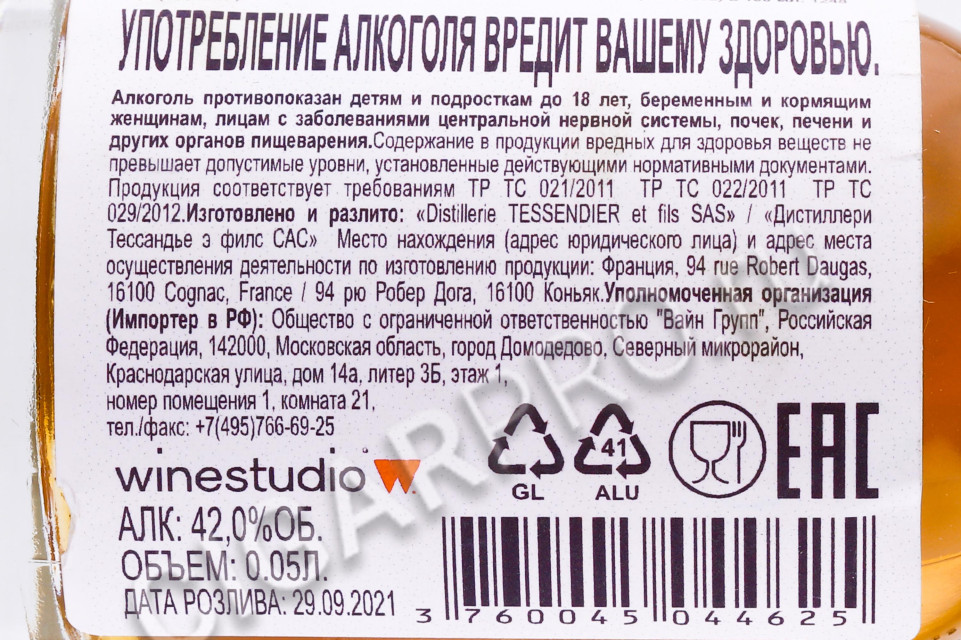 УПОТРЕБЛЕНИЕ АЛКОГОЛЯ ВРЕДИТ ВАШЕМУ ЗДОРОВЬЮ.
Алкоголь противопоказан детям и подросткам до 18 лет, беременным и кормящим
женщинам, лицам с заболеваниями центральной нервной системы, почек, печени и
других органов пищеварения.Содержание в продукции вредных для здоровья веществ не
превышает допустимые уровни, установленные действующими нормативными документами.
Продукция соответствует требованиям ТР ТС 021/2011 ТР ТС 022/2011 ТР ТС
029/2012.Изготовлено и разлито: «Distillerie TESSENDIER et fils SAS» / «Дистиллери
Тессандье э филс САС» Место нахождения (адрес юридического лица) и адрес места
осуществления деятельности по изготовлению продукции: Франция, 94 rue Robert Daugas,
16100 Cognac, France / 94 рю Робер Дога, 16100 Коньяк.Уполномоченная организация
(Импортер в РФ): Общество с ограниченной ответственностью "Вайн Групп", Российская
Федерация, 142000, Московская область, город Домодедово, Северный микрорайон,
Краснодарская улица, дом 14а, литер 3Б, этаж 1,
номер помещения 1, комната 21,
тел./факс: +7(495)766-69-25
winestudio
41
GL ALU
EAC
АЛК: 42,0%ОБ.
ОБЪЕМ: 0.05Л.
ДАТА РОЗЛИВА: 29.09.2021
3 760045 044625
CIGARPRO.RU